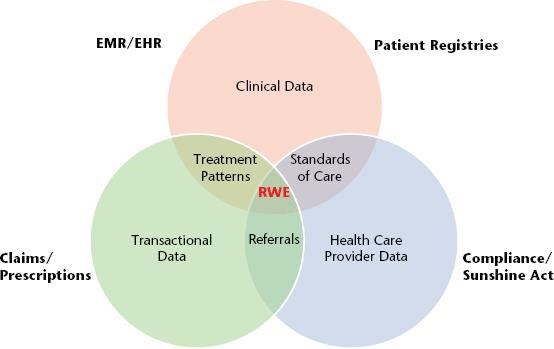 EMR/EHR
Patient Registries
Clinical Data
Treatment
Patterns
Standards
of Care
RWE
Transactional
Data
Referrals
Health Care
Provider Data
Claims/
Prescriptions
Compliance/
Sunshine Act